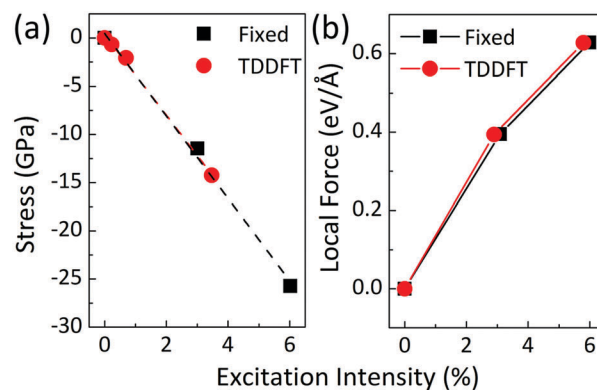 (a)
Fixed
TDDFT
Stress (GPa)
0
-5
-10
-15
-20
-25
-30
0
2
4
6
(b)
Fixed
TDDFT
Local Force (eV/Å)
0.6
0.4
0.2
0.0
0
2
4
6
Excitation Intensity (%)